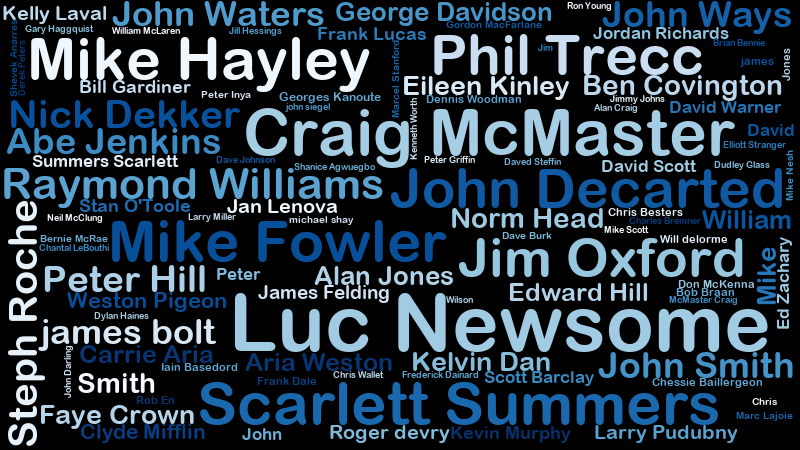 Kelly Laval
John Waters
George Davidson
Ron Young
John Ways
Gary Haggquist
William McLaren
Jill Hessings
Frank Lucas
Gordon MacFarlane
Jordan Richards
Shevek Anarres
Derek Peters
Mike Hayley
Phil Trecc
Jim
Brian Bennie
james
Jones
Marcel Stanford
Bill Gardiner
Peter Inya
Georges Kanoute
Eileen Kinley
Ben Covington
john siegel
Dennis Woodman
Jimmy Johns
Alan Craig
David Warner
Nick Dekker
Kenneth Worth
Craig McMaster
David
Abe Jenkins
Elliott Stranger
Summers Scarlett
Dave Johnson
Shanice Agwuegbo
Peter Griffin
Daved Steffin
David Scott
Dudley Glass
Mike Nesh
Raymond Williams
John Decarted
Steph Roche
Stan O'Toole
Jan Lenova
Norm Head
Chris Besters
William
Neil McClung
Larry Miller
michael shay
Charles Bremner
Mike Scott
Bernie McRae
Chantal LeBouthi
Mike Fowler
Dave Burk
Will delorme
Jim Oxford
Mike
Ed Zachary
Peter Hill
Peter
Alan Jones
Don McKenna
Bob Braan
McMaster Craig
Weston Pigeon
James Felding
Wilson
Edward Hill
Dylan Haines
Luc Newsome
james bolt
Carrie Aria
Iain Basedord
Aria Weston
Kelvin Dan
John Smith
John Darling
Smith
Frank Dale
Chris Wallet
Frederick Dainard
Scott Barclay
Chessie Baillergeon
Rob En
Scarlett Summers
Chris
Faye Crown
Marc Lajoie
Clyde Mifflin
John
Roger devry
Kevin Murphy
Larry Pudubny